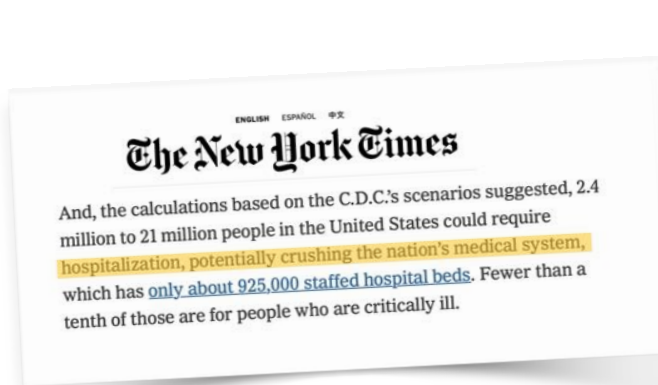 ENGLISH ESPAÑOL 中文
The New York Times
And, the calculations based on the C.D.C.'s scenarios suggested, 2.4
million to 21 million people in the United States could require
hospitalization, potentially crushing the nation's medical system,
which has only about 925,000 staffed hospital beds. Fewer than a
tenth of those are for people who are critically ill.